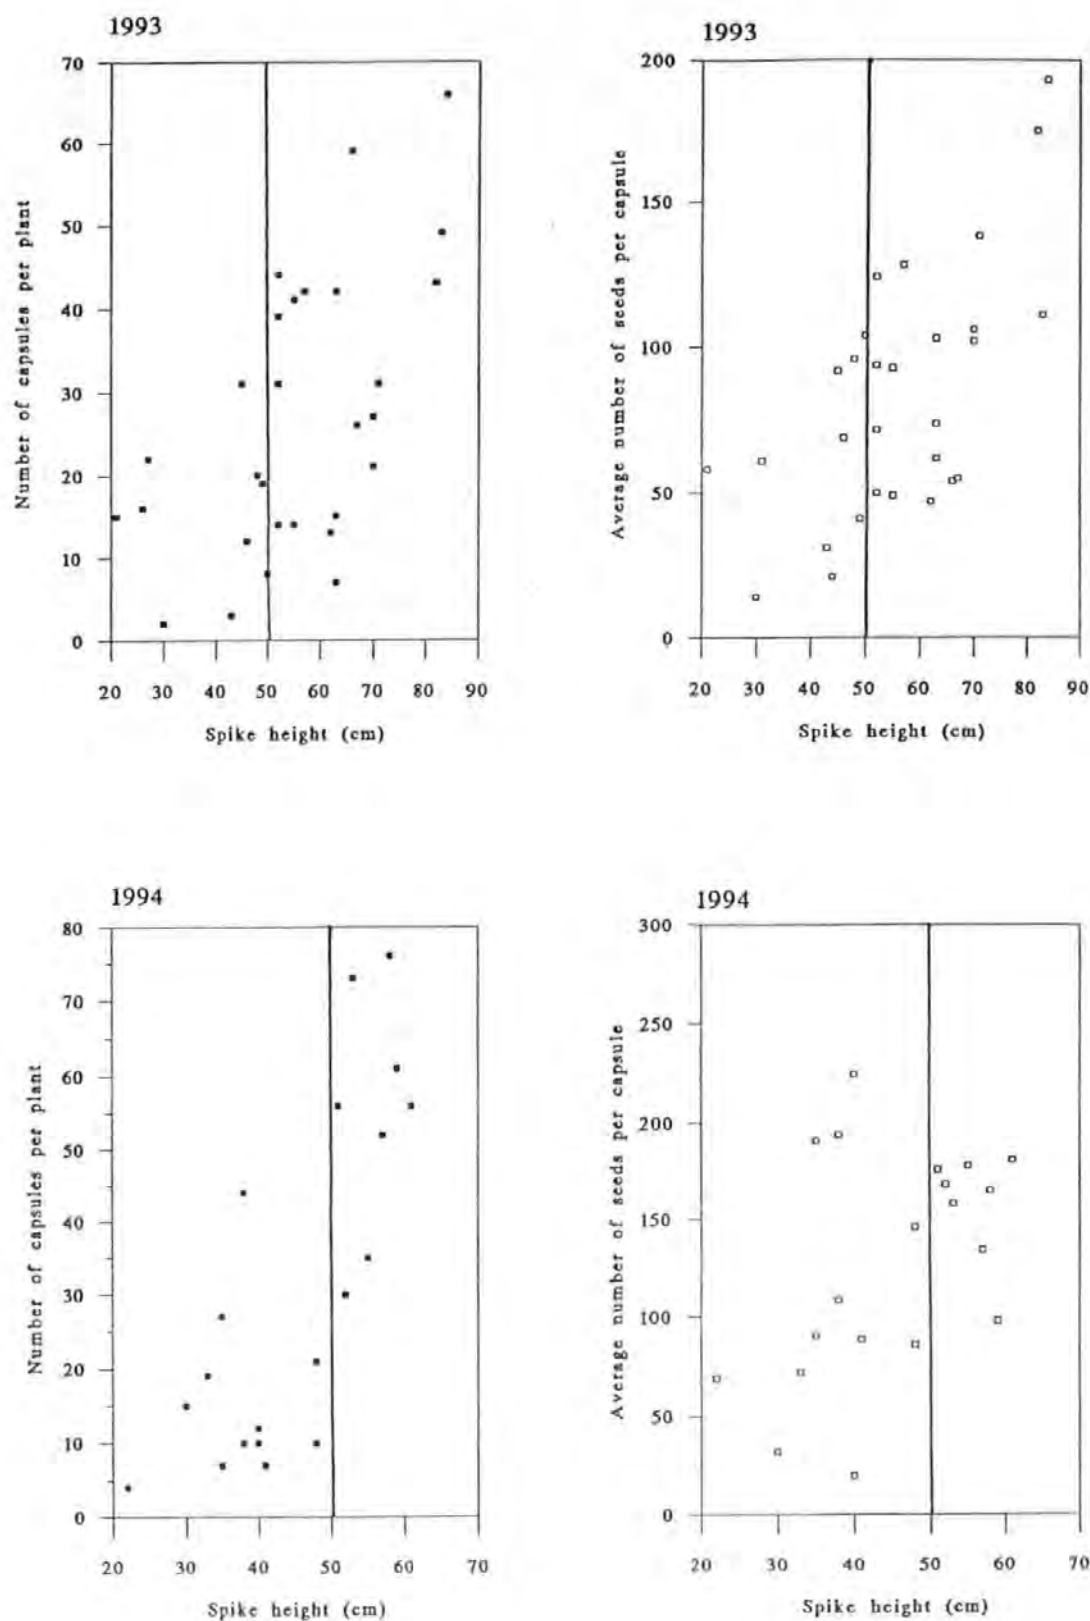 1993
70
60
50
40
30
20
10
0
Number of capsules per plant
20 30 40 50 60 70 80 90
Spike height (cm)
1993
200
150
100
50
0
Average number of seeds per capsule
20 30 40 50 60 70 80 90
Spike height (cm)
1994
80
70
60
50
40
30
20
10
0
Number of capsules per plant
20 30 40 50 60 70
Spike height (cm)
1994
300
250
200
150
100
50
0
Average number of seeds per capsule
20 30 40 50 60 70
Spike height (cm)